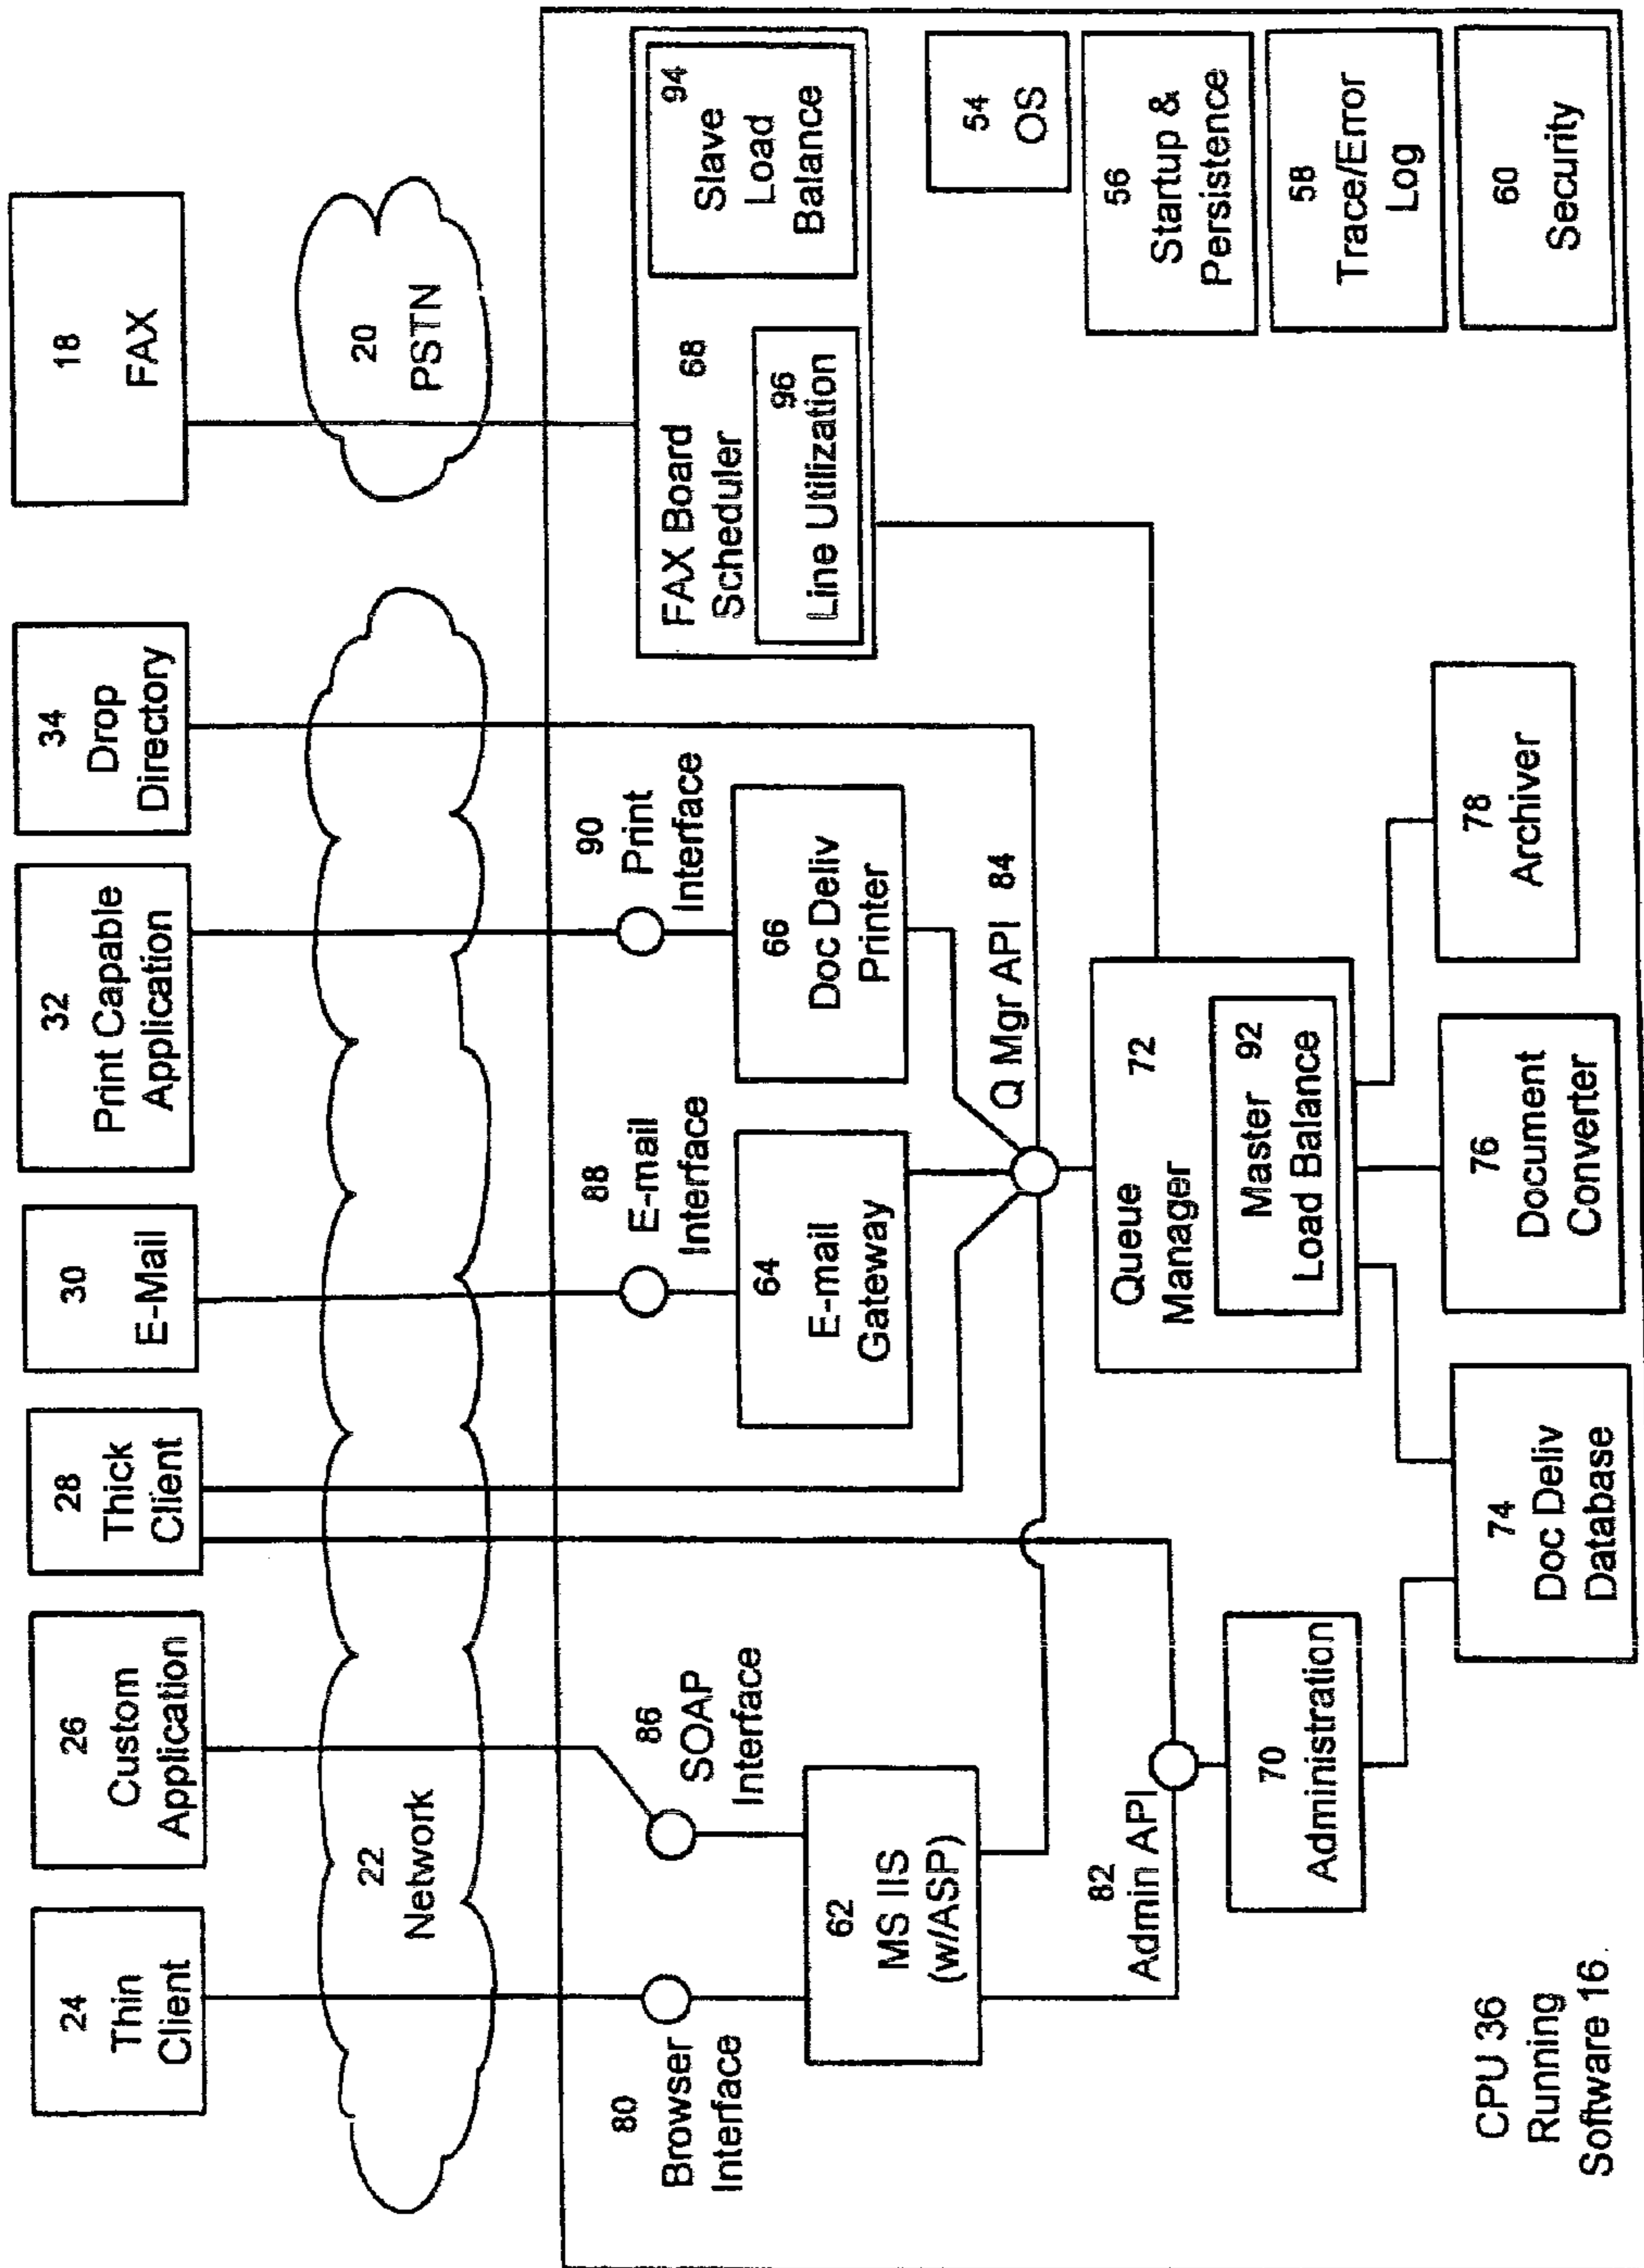 24
Thin
Client
26
Custom
Application
28
Thick
Client
30
E-Mail
32
Print Capable
Application
34
Drop
Directory
18
FAX
22
Network
20
PSTN
80
Browser
Interface
86
SOAP
Interface
88
E-mail
Interface
90
Print
Interface
FAX Board
Scheduler
68
96
Line Utilization
94
Slave
Load
Balance
62
MS IIS
(w/ASP)
64
E-mail
Gateway
66
Doc Deliv
Printer
54
OS
Q Mgr API 84
82
Admin API
56
Startup &
Persistence
Queue
Manager
72
Master 92
Load Balance
70
Administration
58
Trace/Error
Log
74
Doc Deliv
Database
76
Document
Converter
78
Archiver
60
Security
CPU 36
Running
Software 16.